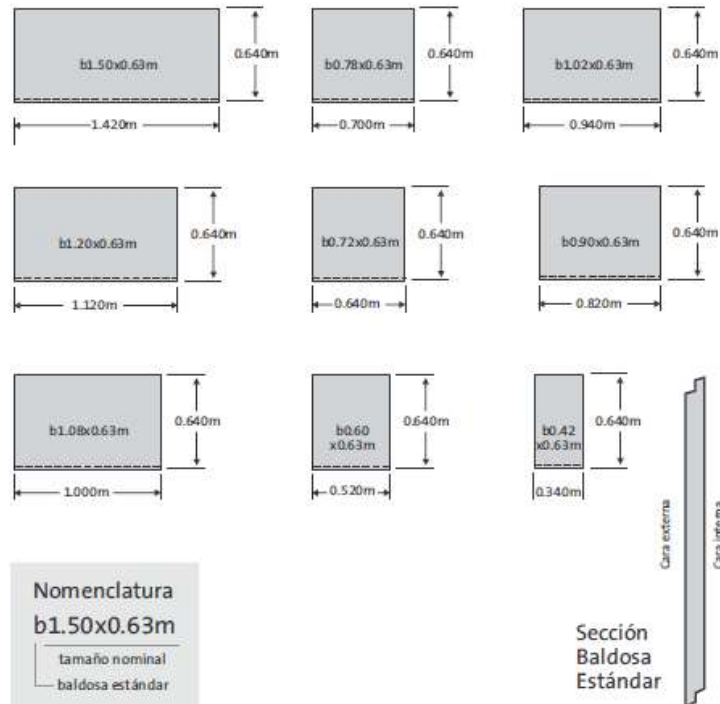 b1.50x0.63m
0.640m
1.420m
b0.78x0.63m
0.640m
0.700m
b1.02x0.63m
0.640m
0.940m
b1.20x0.63m
0.640m
1.120m
b0.72x0.63m
0.640m
0.640m
b0.90x0.63m
0.640m
0.820m
b1.08x0.63m
0.640m
1.000m
b0.60
x0.63m
0.640m
0.520m
b0.42
x0.63m
0.640m
0.340m
Cara externa
Cara interna
Nomenclatura
b1.50x0.63m
tamaño nominal
baldosa estándar
Sección
Baldosa
Estándar